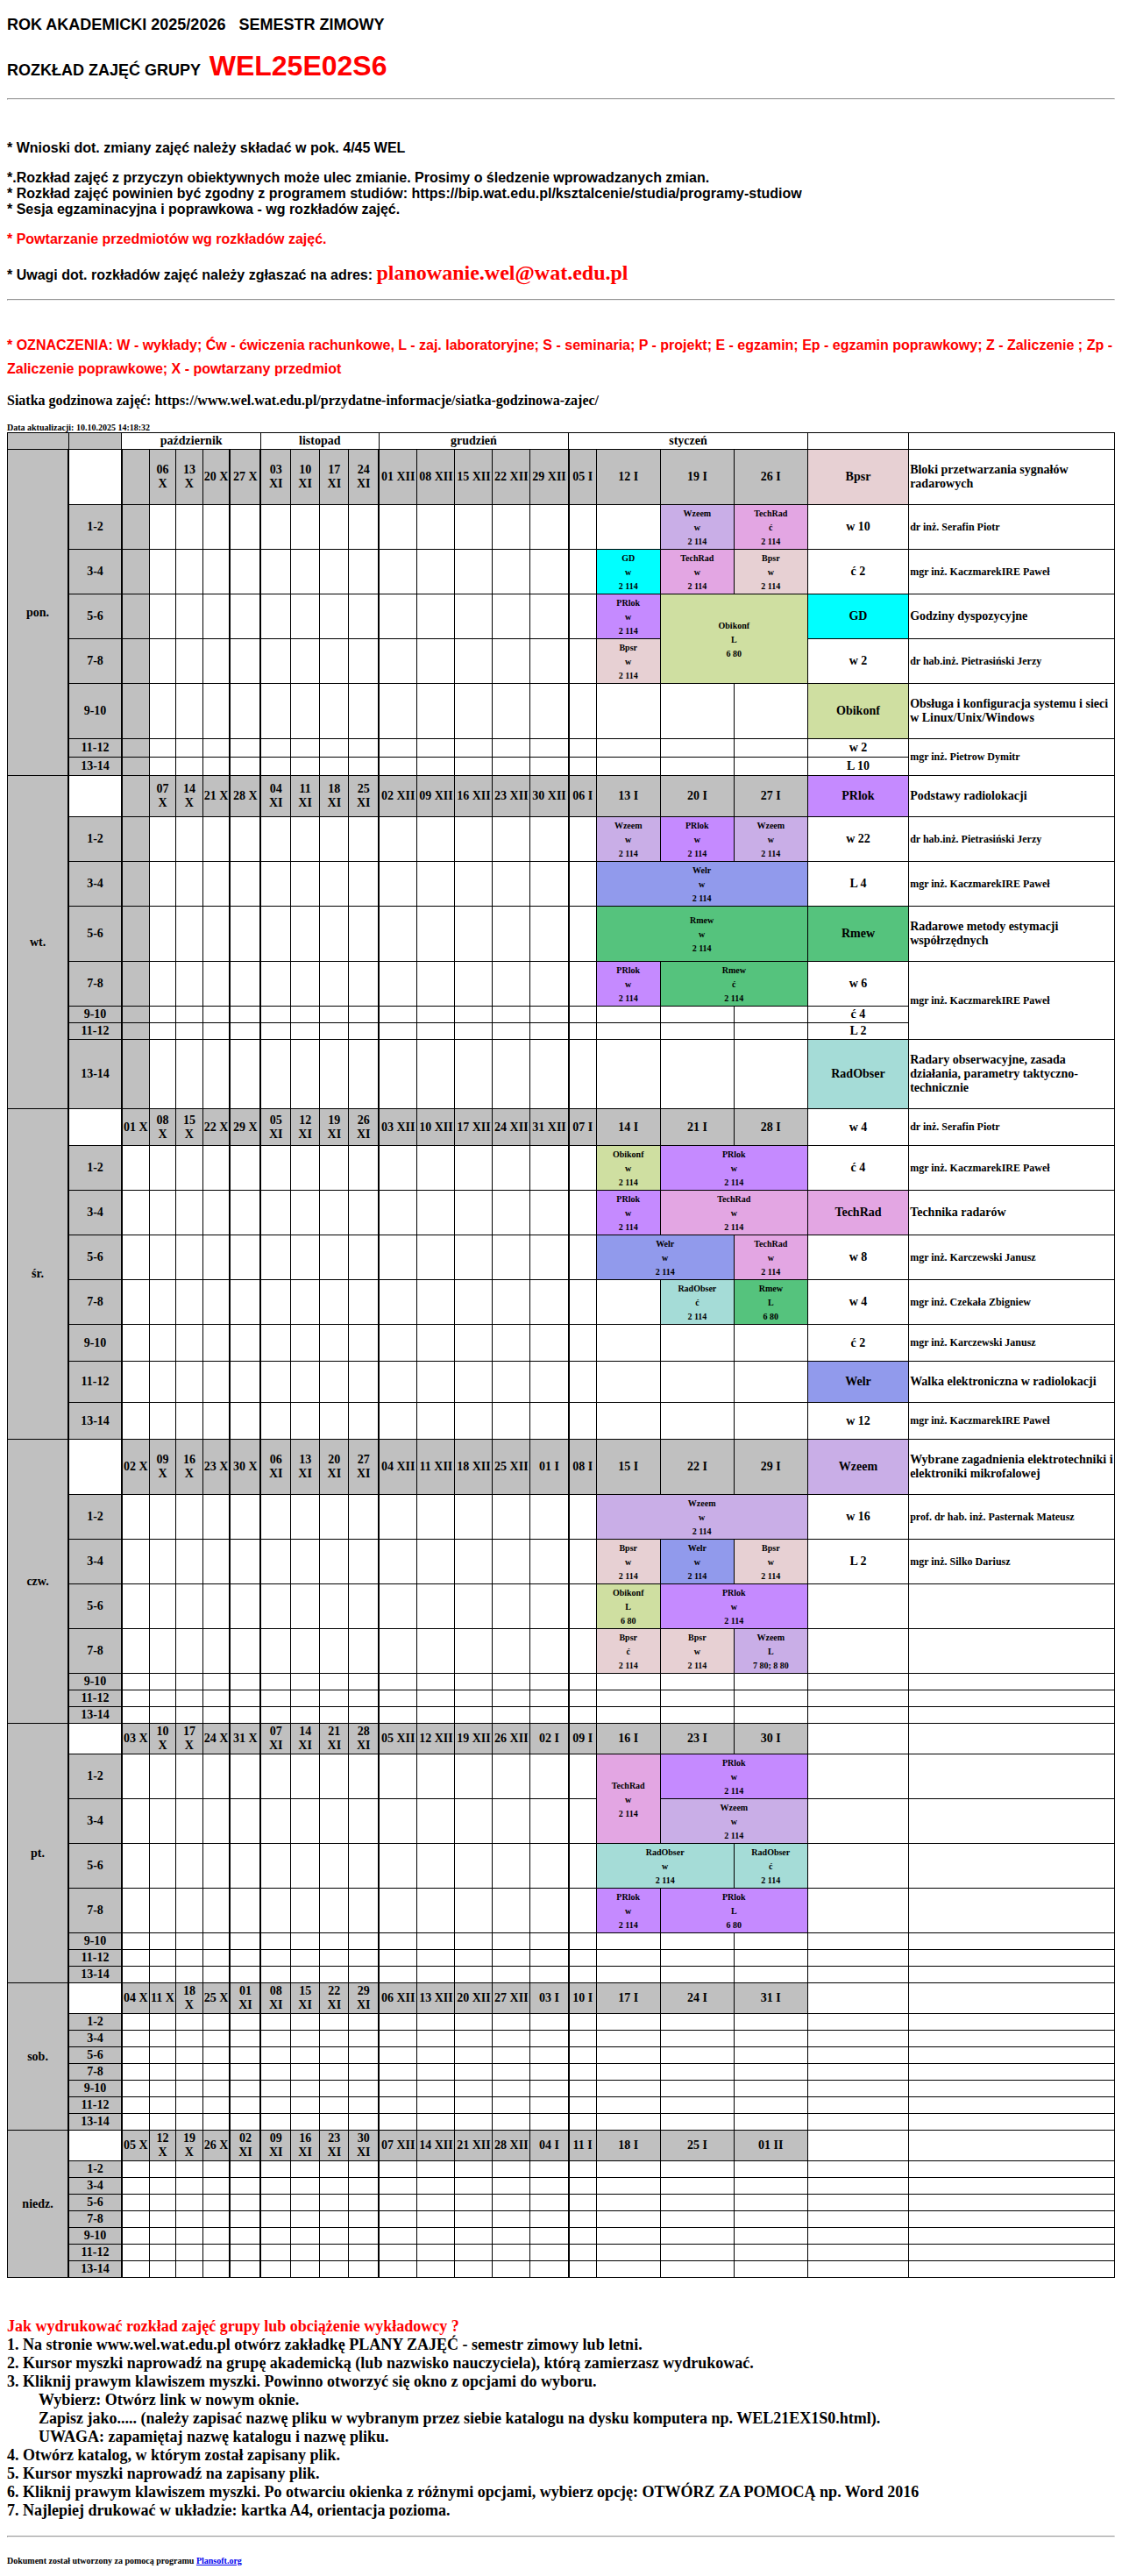 ROK AKADEMICKI 2025/2026 SEMESTR ZIMOWY
ROZKŁAD ZAJĘĆ GRUPY WEL25E02S6
* Wnioski dot. zmiany zajęć należy składać w pok. 4/45 WEL
*.Rozkład zajęć z przyczyn obiektywnych może ulec zmianie. Prosimy o śledzenie wprowadzanych zmian.
* Rozkład zajęć powinien być zgodny z programem studiów: https://bip.wat.edu.pl/ksztalcenie/studia/programy-studiow
* Sesja egzaminacyjna i poprawkowa - wg rozkładów zajęć.
* Powtarzanie przedmiotów wg rozkładów zajęć.
* Uwagi dot. rozkładów zajęć należy zgłaszać na adres: planowanie.wel@wat.edu.pl
* OZNACZENIA: W - wykłady; Ćw - ćwiczenia rachunkowe, L - zaj. laboratoryjne; S - seminaria; P - projekt; E - egzamin; Ep - egzamin poprawkowy; Z - Zaliczenie ; Zp -
Zaliczenie poprawkowe; X - powtarzany przedmiot
Siatka godzinowa zajęć: https://www.wel.wat.edu.pl/przydatne-informacje/siatka-godzinowa-zajec/
Data aktualizacji: 10.10.2025 14:18:32
październik listopad grudzień styczeń
pon. 06 X 13 X 20 X 27 X 03 XI 10 XI 17 XI 24 XI 01 XII 08 XII 15 XII 22 XII 29 XII 05 I 12 I 19 I 26 I Bpsr Bloki przetwarzania sygnałów radarowych
1-2 Wzeem w 2 114 TechRad ć 2 114 w 10 dr inż. Serafin Piotr
3-4 GD w 2 114 TechRad w 2 114 Bpsr w 2 114 ć 2 mgr inż. KaczmarekIRE Paweł
5-6 PRlok w 2 114 Obikonf L 6 80 GD Godziny dyspozycyjne
7-8 Bpsr w 2 114 w 2 dr hab.inż. Pietrasiński Jerzy
9-10 Obikonf Obsługa i konfiguracja systemu i sieci w Linux/Unix/Windows
11-12 w 2 mgr inż. Pietrow Dymitr
13-14 L 10
wt. 07 X 14 X 21 X 28 X 04 XI 11 XI 18 XI 25 XI 02 XII 09 XII 16 XII 23 XII 30 XII 06 I 13 I 20 I 27 I PRlok Podstawy radiolokacji
1-2 Wzeem w 2 114 PRlok w 2 114 Wzeem w 2 114 w 22 dr hab.inż. Pietrasiński Jerzy
3-4 Welr w 2 114 L 4 mgr inż. KaczmarekIRE Paweł
5-6 Rmew w 2 114 Rmew Radarowe metody estymacji współrzędnych
7-8 PRlok w 2 114 Rmew ć 2 114 w 6 mgr inż. KaczmarekIRE Paweł
9-10 ć 4
11-12 L 2
13-14 RadObser Radary obserwacyjne, zasada działania, parametry taktyczno-technicznie
śr. 01 X 08 X 15 X 22 X 29 X 05 XI 12 XI 19 XI 26 XI 03 XII 10 XII 17 XII 24 XII 31 XII 07 I 14 I 21 I 28 I w 4 dr inż. Serafin Piotr
1-2 Obikonf w 2 114 PRlok w 2 114 ć 4 mgr inż. KaczmarekIRE Paweł
3-4 PRlok w 2 114 TechRad w 2 114 TechRad Technika radarów
5-6 Welr w 2 114 TechRad w 2 114 w 8 mgr inż. Karczewski Janusz
7-8 RadObser ć 2 114 Rmew L 6 80 w 4 mgr inż. Czekała Zbigniew
9-10 ć 2 mgr inż. Karczewski Janusz
11-12 Welr Walka elektroniczna w radiolokacji
13-14 w 12 mgr inż. KaczmarekIRE Paweł
czw. 02 X 09 X 16 X 23 X 30 X 06 XI 13 XI 20 XI 27 XI 04 XII 11 XII 18 XII 25 XII 01 I 08 I 15 I 22 I 29 I Wzeem Wybrane zagadnienia elektrotechniki i elektroniki mikrofalowej
1-2 Wzeem w 2 114 w 16 prof. dr hab. inż. Pasternak Mateusz
3-4 Bpsr w 2 114 Welr w 2 114 Bpsr w 2 114 L 2 mgr inż. Silko Dariusz
5-6 Obikonf L 6 80 PRlok w 2 114
7-8 Bpsr ć 2 114 Bpsr w 2 114 Wzeem L 7 80; 8 80
9-10
11-12
13-14
pt. 03 X 10 X 17 X 24 X 31 X 07 XI 14 XI 21 XI 28 XI 05 XII 12 XII 19 XII 26 XII 02 I 09 I 16 I 23 I 30 I
1-2 TechRad w 2 114 PRlok w 2 114
3-4 Wzeem w 2 114
5-6 RadObser w 2 114 RadObser ć 2 114
7-8 PRlok w 2 114 PRlok L 6 80
9-10
11-12
13-14
sob. 04 X 11 X 18 X 25 X 01 XI 08 XI 15 XI 22 XI 29 XI 06 XII 13 XII 20 XII 27 XII 03 I 10 I 17 I 24 I 31 I
1-2
3-4
5-6
7-8
9-10
11-12
13-14
niedz. 05 X 12 X 19 X 26 X 02 XI 09 XI 16 XI 23 XI 30 XI 07 XII 14 XII 21 XII 28 XII 04 I 11 I 18 I 25 I 01 II
1-2
3-4
5-6
7-8
9-10
11-12
13-14
Jak wydrukować rozkład zajęć grupy lub obciążenie wykładowcy ?
1. Na stronie www.wel.wat.edu.pl otwórz zakładkę PLANY ZAJĘĆ - semestr zimowy lub letni.
2. Kursor myszki naprowadź na grupę akademicką (lub nazwisko nauczyciela), którą zamierzasz wydrukować.
3. Kliknij prawym klawiszem myszki. Powinno otworzyć się okno z opcjami do wyboru.
Wybierz: Otwórz link w nowym oknie.
Zapisz jako..... (należy zapisać nazwę pliku w wybranym przez siebie katalogu na dysku komputera np. WEL21EX1S0.html).
UWAGA: zapamiętaj nazwę katalogu i nazwę pliku.
4. Otwórz katalog, w którym został zapisany plik.
5. Kursor myszki naprowadź na zapisany plik.
6. Kliknij prawym klawiszem myszki. Po otwarciu okienka z różnymi opcjami, wybierz opcję: OTWÓRZ ZA POMOCĄ np. Word 2016
7. Najlepiej drukować w układzie: kartka A4, orientacja pozioma.
Dokument został utworzony za pomocą programu Plansoft.org